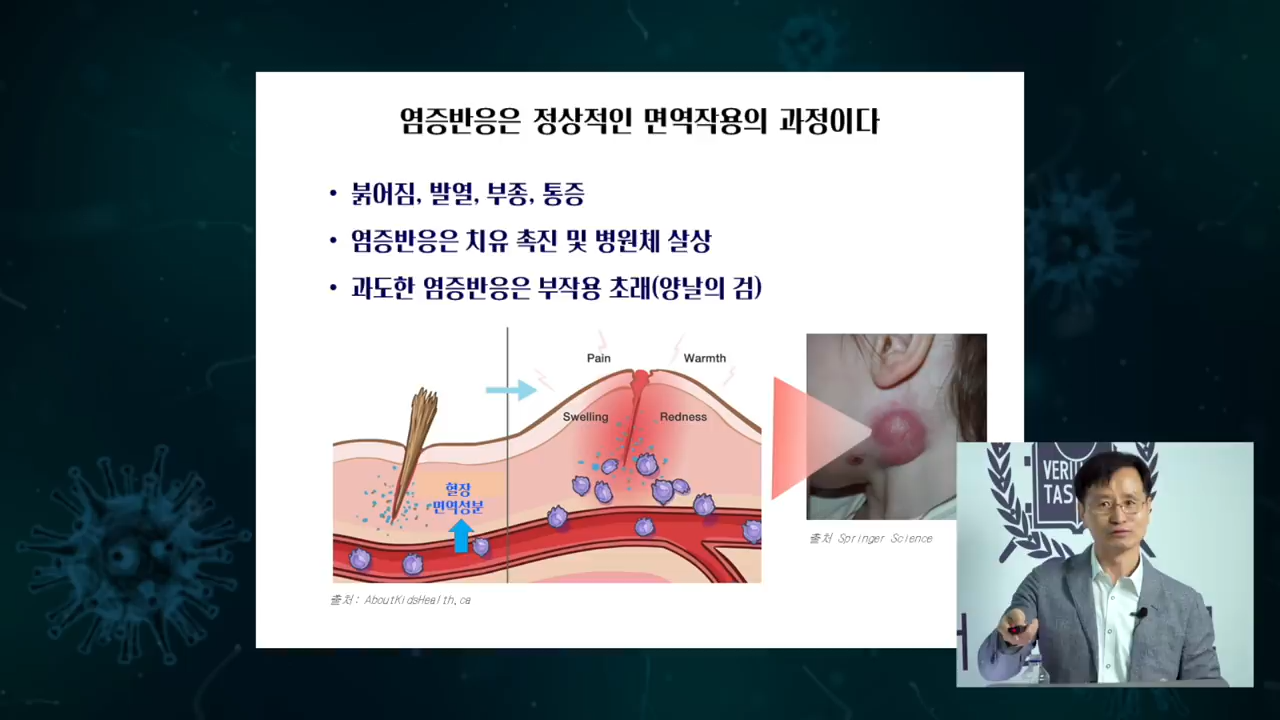 염증반응은 정상적인 면역작용의 과정이다
• 붉어짐, 발열, 부종, 통증
• 염증반응은 치유 촉진 및 병원체 살상
• 과도한 염증반응은 부작용 초래(양날의 검)
Pain
Warmth
Swelling
Redness
혈장
면역성분
출처: AboutKidsHealth.ca
출처 Springer Science
VERI
TAS
H